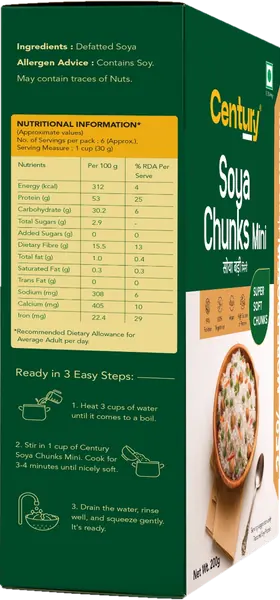 Ingredients : Defatted Soya
Allergen Advice : Contains Soy.
May contain traces of Nuts.
NUTRITIONAL INFORMATION*
(Approximate values)
No. of Servings per pack : 6 (Approx.),
Serving Measure ; 1 cup (30 g)
Nutrients Per 100 g % RDA Per Serve
Energy (kcal) 312 4
Protein (g) 53 25
Carbohydrate (g) 30.2 6
Total Sugars (g) 2.9 -
Added Sugars (g) 0 0
Dietary Fibre (g) 15.5 13
Total fat (g) 1.0 0.4
Saturated Fat (g) 0.3 0.3
Trans Fat (g) 0 0
Sodium (mg) 308 6
Calcium (mg) 405 10
Iron (mg) 22.4 29
*Recommended Dietary Allowance for
Average Adult per day.
Ready in 3 Easy Steps:
1. Heat 3 cups of water
until it comes to a boil.
2. Stir in 1 cup of Century
Soya Chunks Mini. Cook for
3-4 minutes until nicely soft.
3. Drain the water, rinse
well, and squeeze gently.
It's ready.
Century
Soya
Chunks Mini
सोया बड़ी मिनी
SUPER
SOFT
CHUNKS
Net Wt. 200g